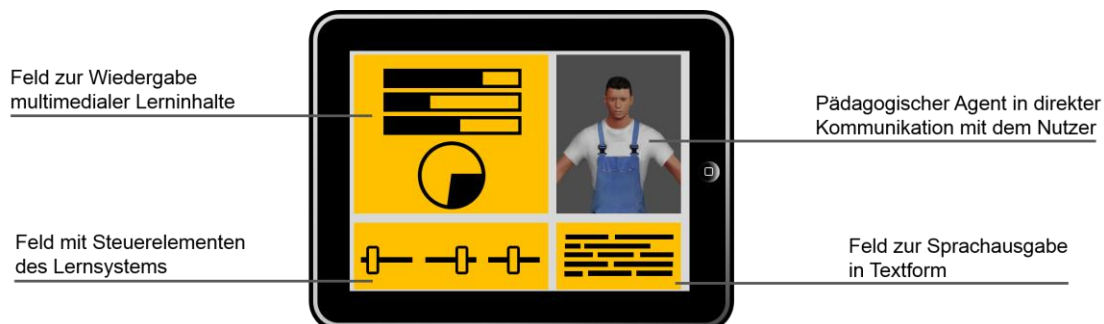 Feld zur Wiedergabe
multimedialer Lerninhalte
Pädagogischer Agent in direkter
Kommunikation mit dem Nutzer
Feld mit Steuerelementen
des Lernsystems
Feld zur Sprachausgabe
in Textform